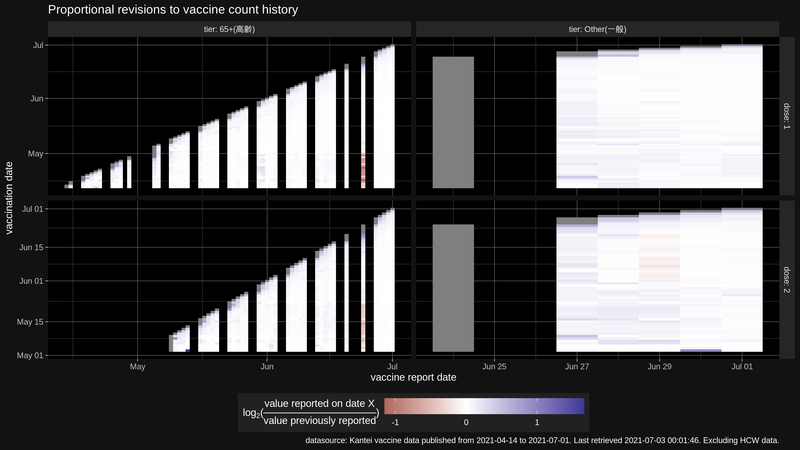 Proportional revisions to vaccine count history
tier: 65+(高齢)
tier: Other(一般)
Jul
Jun
May
dose: 1
vaccination date
Jul 01
Jun 15
Jun 01
May 15
May 01
dose: 2
May
Jun
Jul
Jun 25
Jun 27
Jun 29
Jul 01
vaccine report date
log2(value reported on date X
value previously reported)
-1
0
1
datasource: Kantei vaccine data published from 2021-04-14 to 2021-07-01. Last retrieved 2021-07-03 00:01:46. Excluding HCW data.